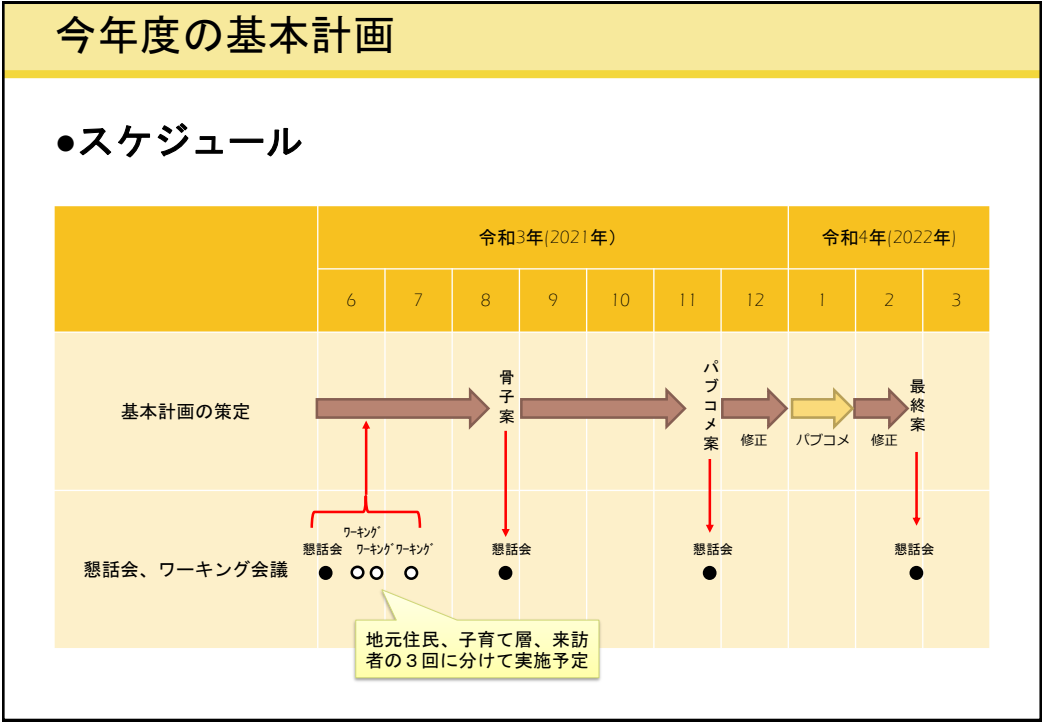 今年度の基本計画
●スケジュール
令和3年(2021年)
令和4年(2022年)
6 7 8 9 10 11 12 1 2 3
基本計画の策定
骨子案
パブコメ案
修正
パブコメ
修正
最終案
懇話会、ワーキング会議
懇話会
ﾜｰｷﾝｸﾞ
ﾜｰｷﾝｸﾞ
ﾜｰｷﾝｸﾞ
懇話会
懇話会
懇話会
地元住民、子育て層、来訪
者の３回に分けて実施予定